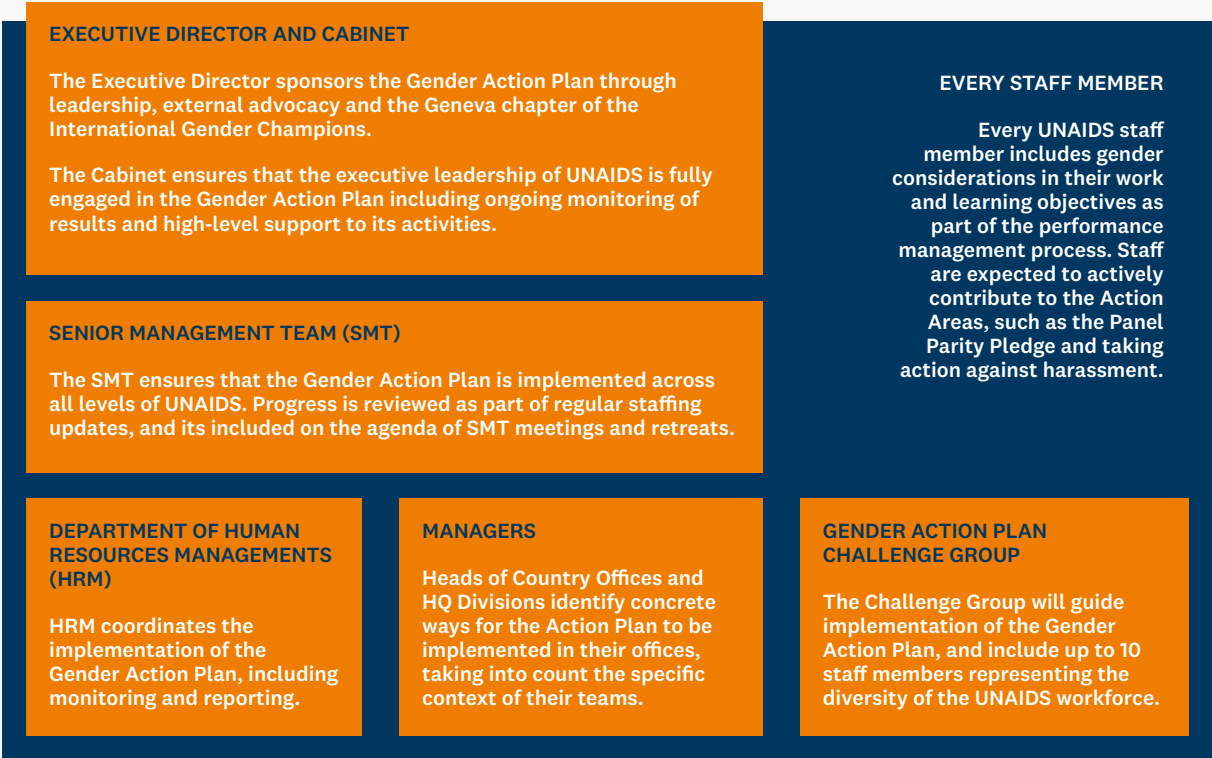 EXECUTIVE DIRECTOR AND CABINET
The Executive Director sponsors the Gender Action Plan through
leadership, external advocacy and the Geneva chapter of the
International Gender Champions.
The Cabinet ensures that the executive leadership of UNAIDS is fully
engaged in the Gender Action Plan including ongoing monitoring of
results and high-level support to its activities.
EVERY STAFF MEMBER
Every UNAIDS staff
member includes gender
considerations in their work
and learning objectives as
part of the performance
management process. Staff
are expected to actively
contribute to the Action
Areas, such as the Panel
Parity Pledge and taking
action against harassment.
SENIOR MANAGEMENT TEAM (SMT)
The SMT ensures that the Gender Action Plan is implemented across
all levels of UNAIDS. Progress is reviewed as part of regular staffing
updates, and its included on the agenda of SMT meetings and retreats.
DEPARTMENT OF HUMAN
RESOURCES MANAGEMENTS
(HRM)
HRM coordinates the
implementation of the
Gender Action Plan, including
monitoring and reporting.
MANAGERS
Heads of Country Offices and
HQ Divisions identify concrete
ways for the Action Plan to be
implemented in their offices,
taking into count the specific
context of their teams.
GENDER ACTION PLAN
CHALLENGE GROUP
The Challenge Group will guide
implementation of the Gender
Action Plan, and include up to 10
staff members representing the
diversity of the UNAIDS workforce.